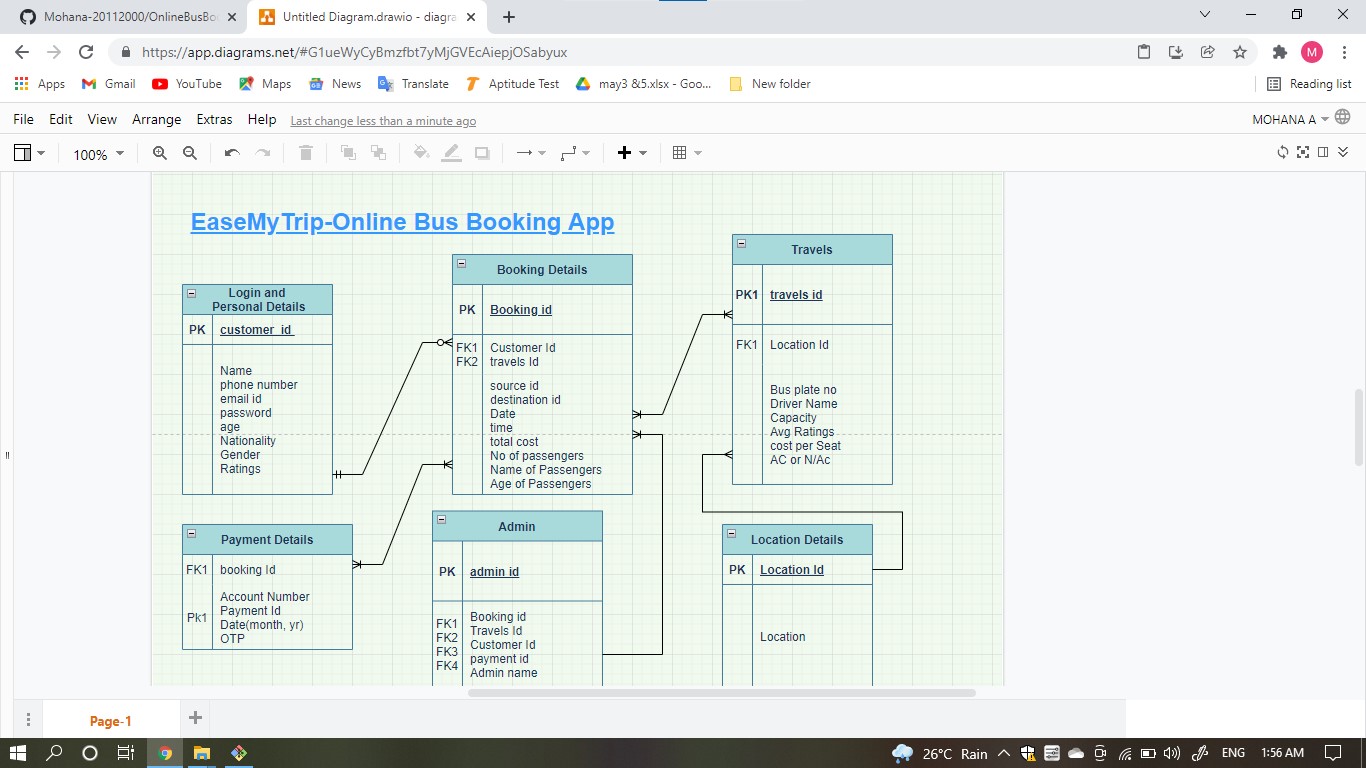 Mohana-20112000/OnlineBusBo
Untitled Diagram.drawio - diagra
https://app.diagrams.net/#G1ueWyCyBmzfbt7yMjGVEcAiepjOSabyux
M
Apps
Gmail
YouTube
Maps
News
Translate
Aptitude Test
may3 &5.xlsx - Goo...
New folder
Reading list
File
Edit
View
Arrange
Extras
Help
Last change less than a minute ago
MOHANA A
100%
EaseMyTrip-Online Bus Booking App
Login and
Personal Details
PK
customer_id
Name
phone number
email id
password
age
Nationality
Gender
Ratings
Booking Details
PK
Booking id
FK1
FK2
Customer Id
travels Id
source id
destination id
Date
time
total cost
No of passengers
Name of Passengers
Age of Passengers
Travels
PK1
travels id
FK1
Location Id
Bus plate no
Driver Name
Capacity
Avg Ratings
cost per Seat
AC or N/Ac
Payment Details
FK1
booking Id
Pk1
Account Number
Payment Id
Date(month, yr)
OTP
Admin
PK
admin id
FK1
FK2
FK3
FK4
Booking id
Travels Id
Customer Id
payment id
Admin name
Location Details
PK
Location Id
Location
Page-1
26°C Rain
ENG
1:56 AM